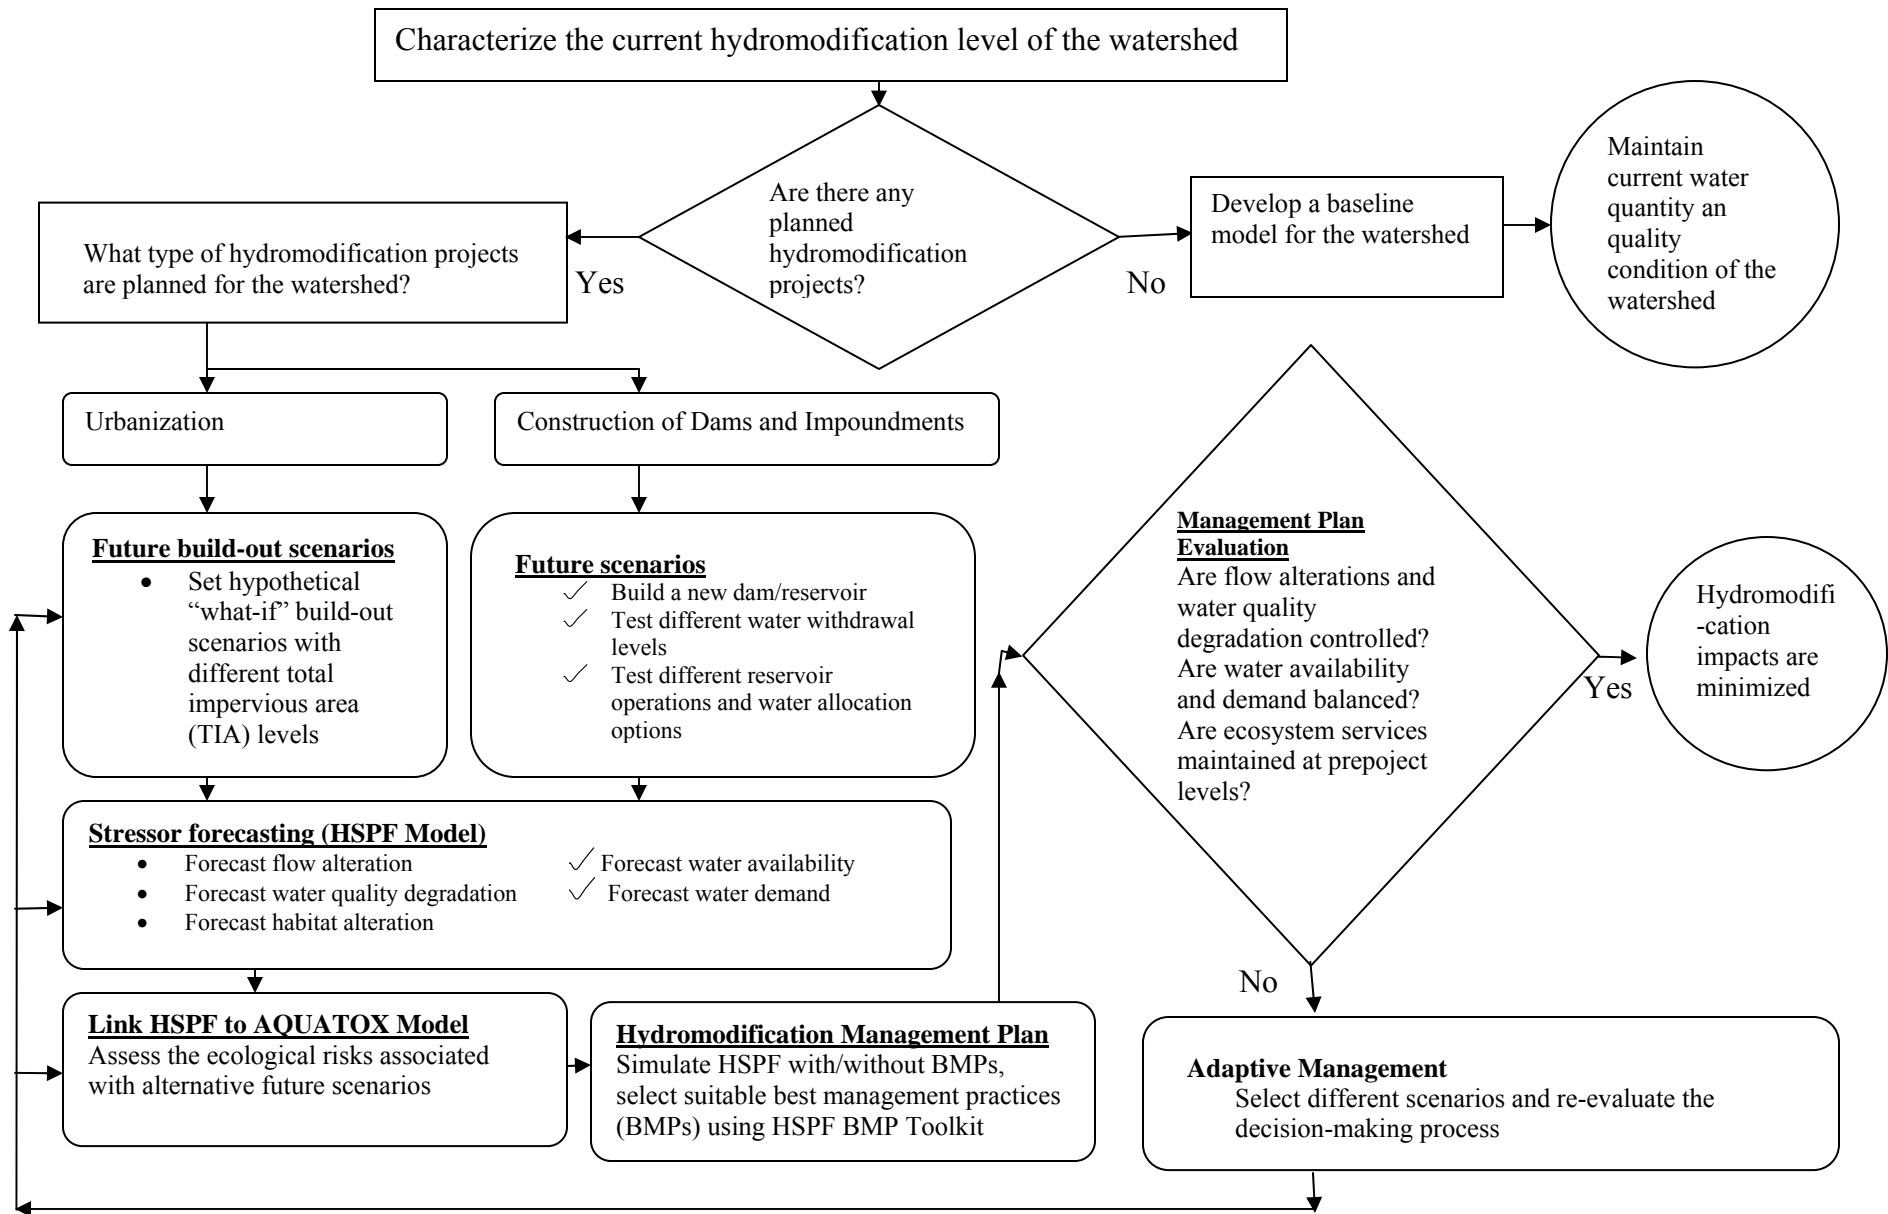 Characterize the current hydromodification level of the watershed
Are there any
planned
hydromodification
projects?
Yes
No
What type of hydromodification projects
are planned for the watershed?
Develop a baseline
model for the watershed
Maintain
current water
quantity an
quality
condition of the
watershed
Urbanization
Construction of Dams and Impoundments
Future build-out scenarios
• Set hypothetical
“what-if” build-out
scenarios with
different total
impervious area
(TIA) levels
Future scenarios
✓ Build a new dam/reservoir
✓ Test different water withdrawal
levels
✓ Test different reservoir
operations and water allocation
options
Stressor forecasting (HSPF Model)
• Forecast flow alteration
• Forecast water quality degradation
• Forecast habitat alteration
✓ Forecast water availability
✓ Forecast water demand
Link HSPF to AQUATOX Model
Assess the ecological risks associated
with alternative future scenarios
Hydromodification Management Plan
Simulate HSPF with/without BMPs,
select suitable best management practices
(BMPs) using HSPF BMP Toolkit
Management Plan
Evaluation
Are flow alterations and
water quality
degradation controlled?
Are water availability
and demand balanced?
Are ecosystem services
maintained at prepoject
levels?
Yes
Hydromodifi
-cation
impacts are
minimized
No
Adaptive Management
Select different scenarios and re-evaluate the
decision-making process